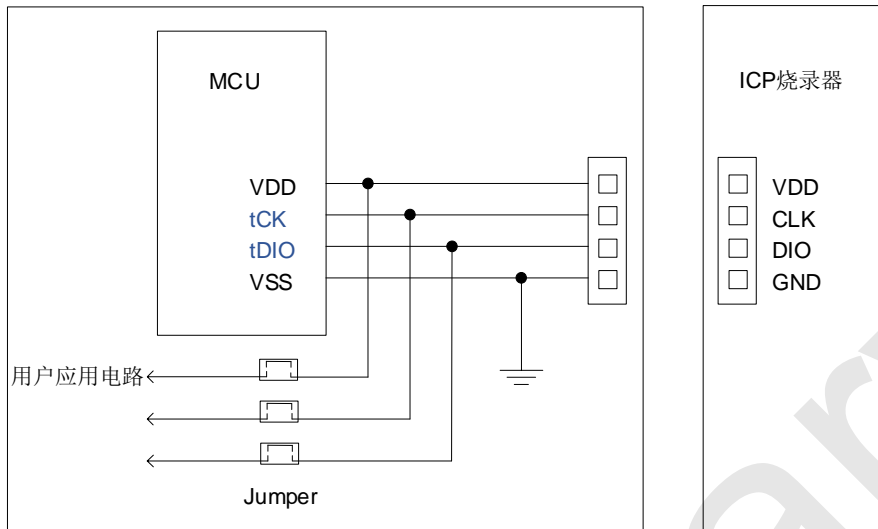 MCU
VDD
tCK
tDIO
VSS
用户应用电路
Jumper
ICP烧录器
VDD
CLK
DIO
GND